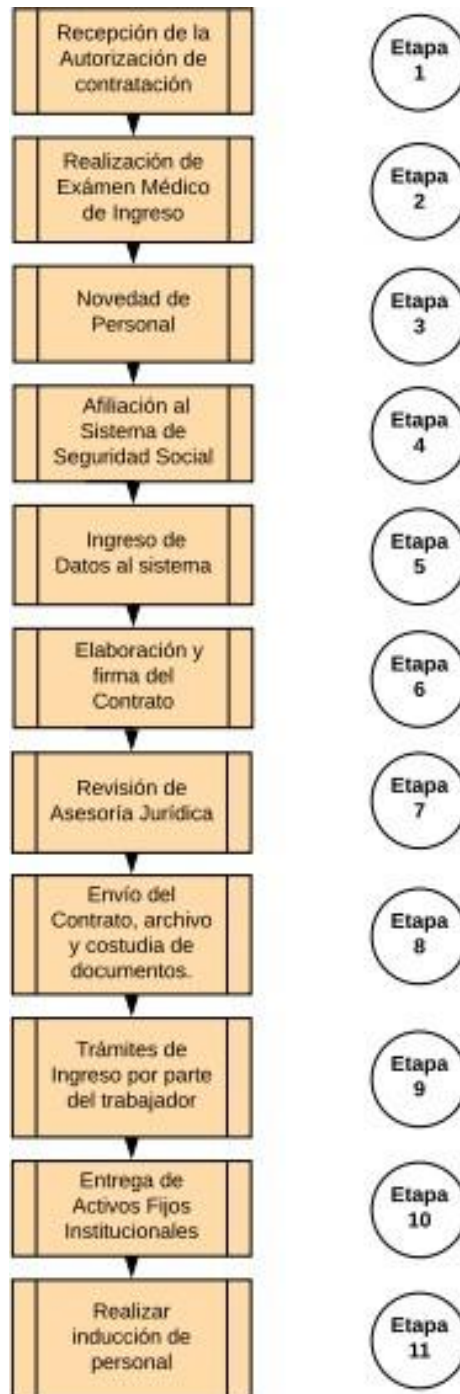 Recepción de la
Autorización de
contratación
Etapa
1
Realización de
Exámen Médico
de Ingreso
Etapa
2
Novedad de
Personal
Etapa
3
Afiliación al
Sistema de
Seguridad Social
Etapa
4
Ingreso de
Datos al sistema
Etapa
5
Elaboración y
firma del
Contrato
Etapa
6
Revisión de
Asesoría Jurídica
Etapa
7
Envío del
Contrato, archivo
y costudia de
documentos.
Etapa
8
Trámites de
Ingreso por parte
del trabajador
Etapa
9
Entrega de
Activos Fijos
Institucionales
Etapa
10
Realizar
inducción de
personal
Etapa
11